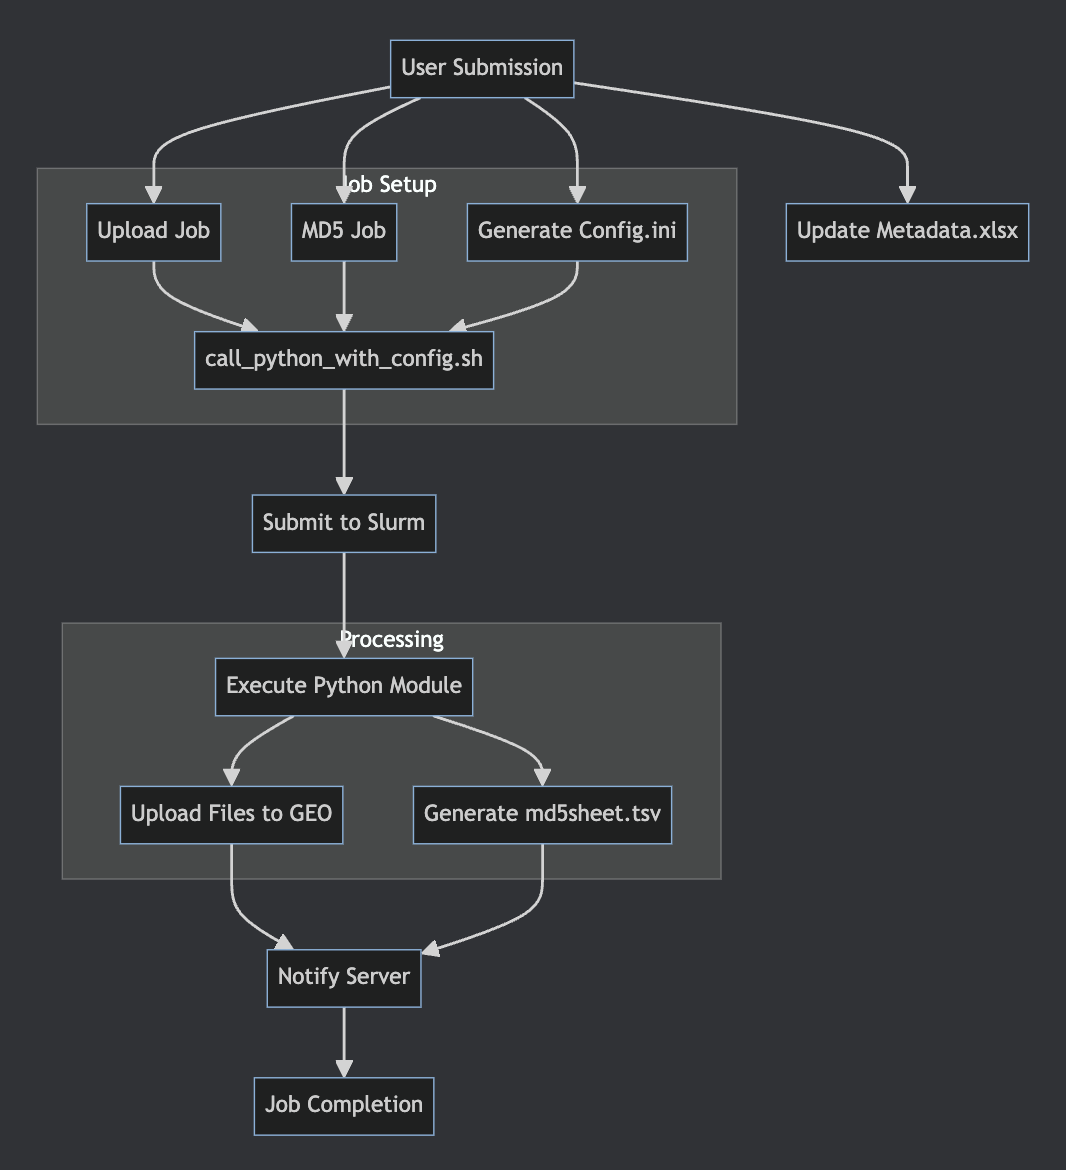 User Submission
Job Setup
Upload Job
MD5 Job
Generate Config.ini
Update Metadata.xlsx
call_python_with_config.sh
Submit to Slurm
Processing
Execute Python Module
Upload Files to GEO
Generate md5sheet.tsv
Notify Server
Job Completion